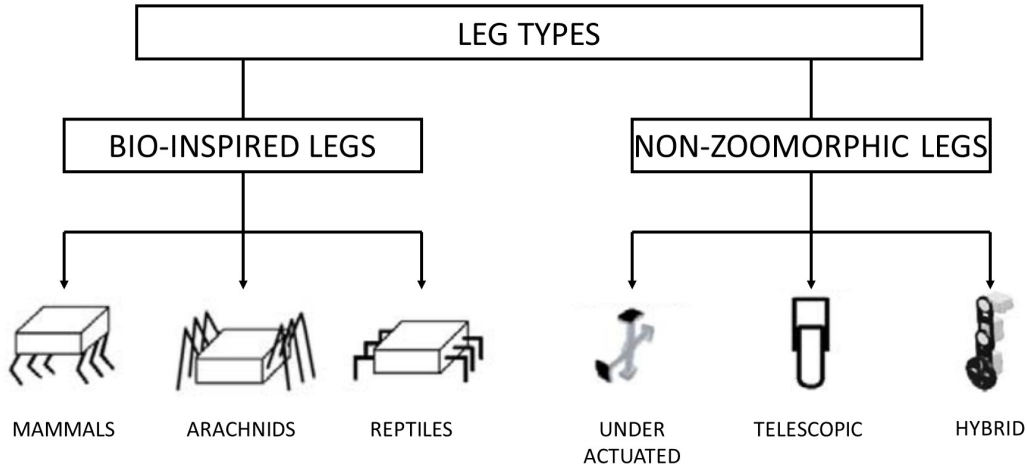 LEG TYPES
BIO-INSPIRED LEGS
NON-ZOOMORPHIC LEGS
MAMMALS
ARACHNIDS
REPTILES
UNDER
ACTUATED
TELESCOPIC
HYBRID